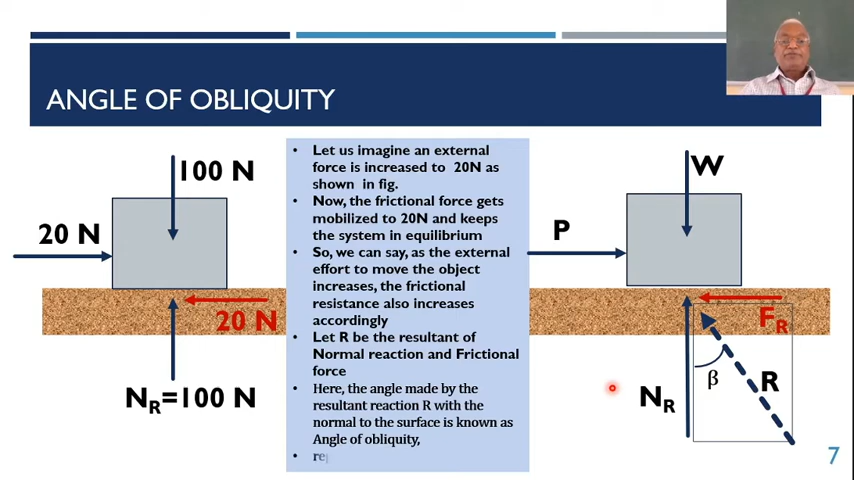 ANGLE OF OBLIQUITY
100 N
20 N
20 N
NR=100 N
• Let us imagine an external
force is increased to 20N as
shown in fig.
• Now, the frictional force gets
mobilized to 20N and keeps
the system in equilibrium
• So, we can say, as the external
effort to move the object
increases, the frictional
resistance also increases
accordingly
• Let R be the resultant of
Normal reaction and Frictional
force
• Here, the angle made by the
resultant reaction R with the
normal to the surface is known as
Angle of obliquity,
• rep
W
P
FR
β
R
NR
7